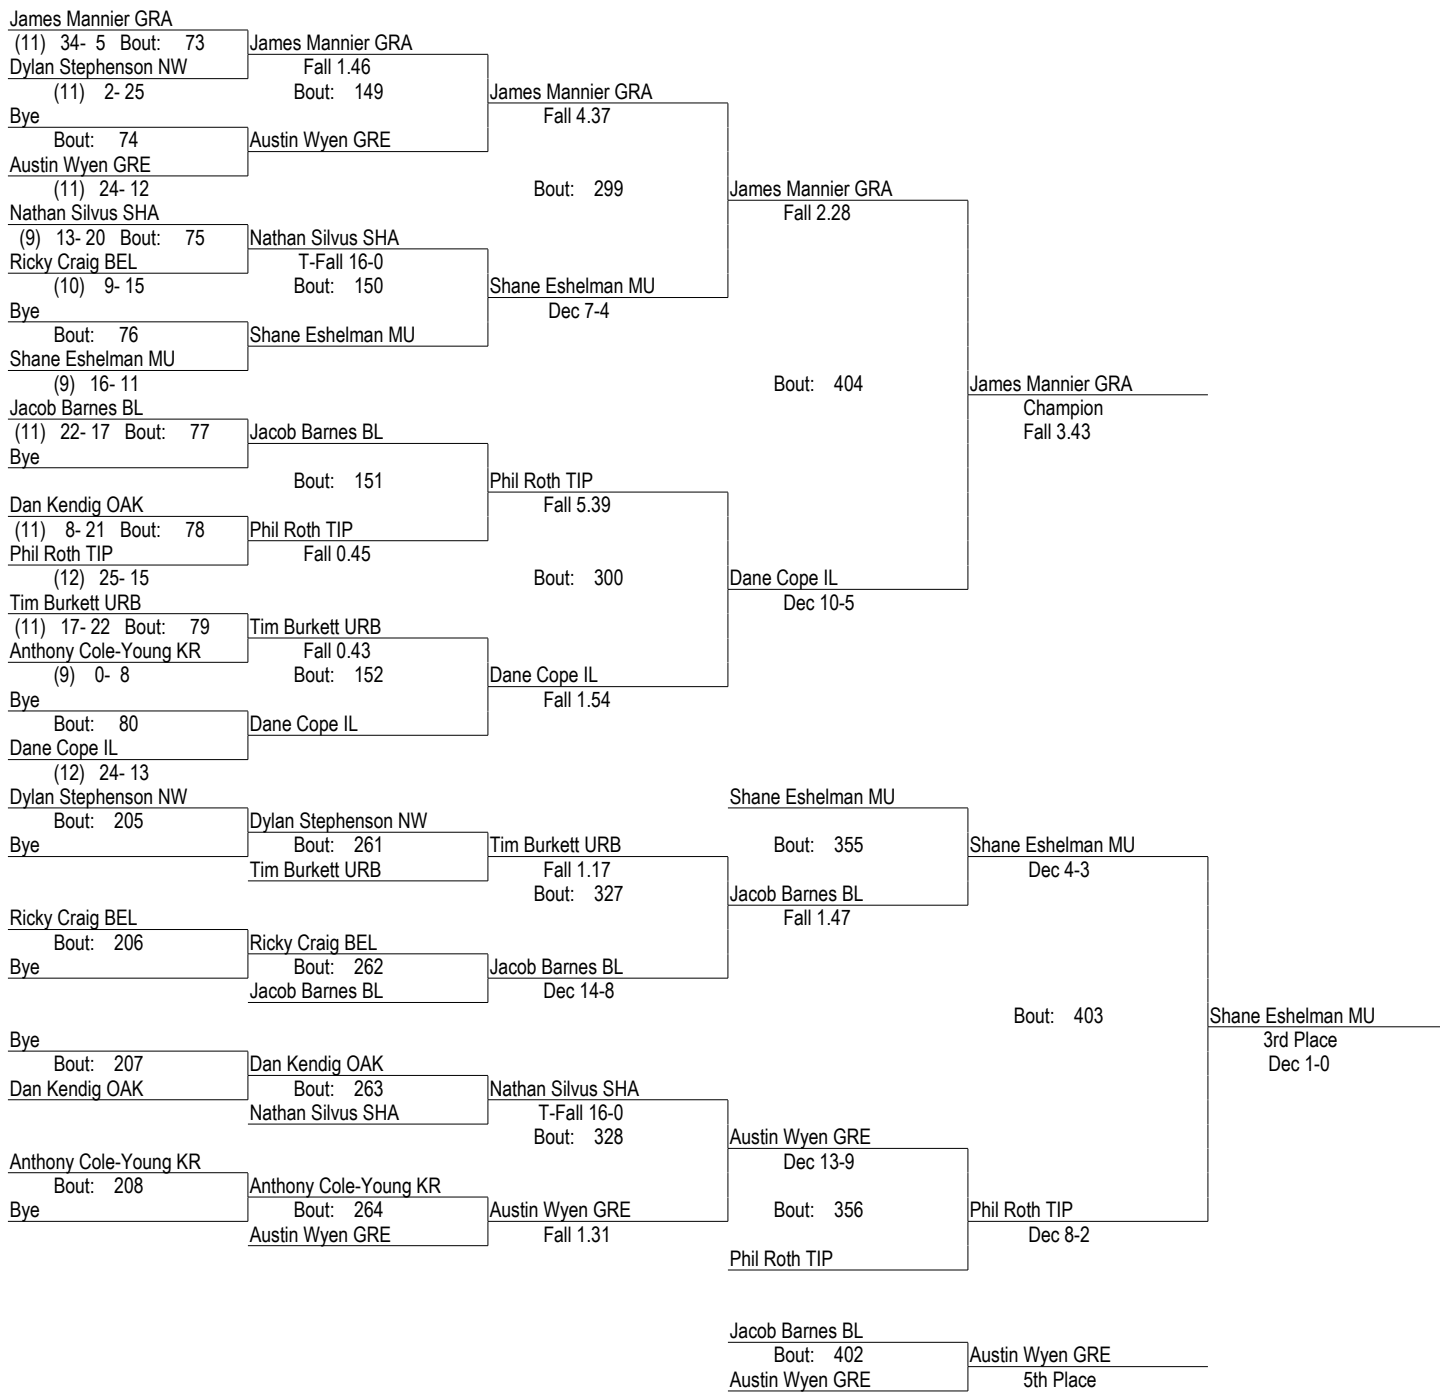 James Mannier GRA
(11) 34- 5 Bout: 73 James Mannier GRA
Dylan Stephenson NW Fall 1.46
(11) 2- 25 Bout: 149 James Mannier GRA
Bye Fall 4.37
Bout: 74 Austin Wyen GRE
Austin Wyen GRE
(11) 24- 12 Bout: 299 James Mannier GRA
Nathan Silvus SHA Fall 2.28
(9) 13- 20 Bout: 75 Nathan Silvus SHA
Ricky Craig BEL T-Fall 16-0
(10) 9- 15 Bout: 150 Shane Eshelman MU
Bye Dec 7-4
Bout: 76 Shane Eshelman MU
Shane Eshelman MU
(9) 16- 11 Bout: 404 James Mannier GRA
Jacob Barnes BL Champion
(11) 22- 17 Bout: 77 Jacob Barnes BL Fall 3.43
Bye
Bout: 151 Phil Roth TIP
Dan Kendig OAK Fall 5.39
(11) 8- 21 Bout: 78 Phil Roth TIP
Phil Roth TIP Fall 0.45
(12) 25- 15 Bout: 300 Dane Cope IL
Tim Burkett URB Dec 10-5
(11) 17- 22 Bout: 79 Tim Burkett URB
Anthony Cole-Young KR Fall 0.43
(9) 0- 8 Bout: 152 Dane Cope IL
Bye Fall 1.54
Bout: 80 Dane Cope IL
Dane Cope IL
(12) 24- 13
Dylan Stephenson NW Shane Eshelman MU
Bout: 205 Dylan Stephenson NW
Bye Bout: 261 Tim Burkett URB Bout: 355 Shane Eshelman MU
Tim Burkett URB Fall 1.17 Dec 4-3
Bout: 327 Jacob Barnes BL
Ricky Craig BEL Fall 1.47
Bout: 206 Ricky Craig BEL
Bye Bout: 262 Jacob Barnes BL
Jacob Barnes BL Dec 14-8
Bout: 403 Shane Eshelman MU
Bye 3rd Place
Bout: 207 Dan Kendig OAK Dec 1-0
Dan Kendig OAK Bout: 263 Nathan Silvus SHA
Nathan Silvus SHA T-Fall 16-0
Bout: 328 Austin Wyen GRE
Anthony Cole-Young KR Dec 13-9
Bout: 208 Anthony Cole-Young KR
Bye Bout: 264 Austin Wyen GRE Bout: 356 Phil Roth TIP
Austin Wyen GRE Fall 1.31 Dec 8-2
Phil Roth TIP
Jacob Barnes BL
Bout: 402 Austin Wyen GRE
Austin Wyen GRE 5th Place